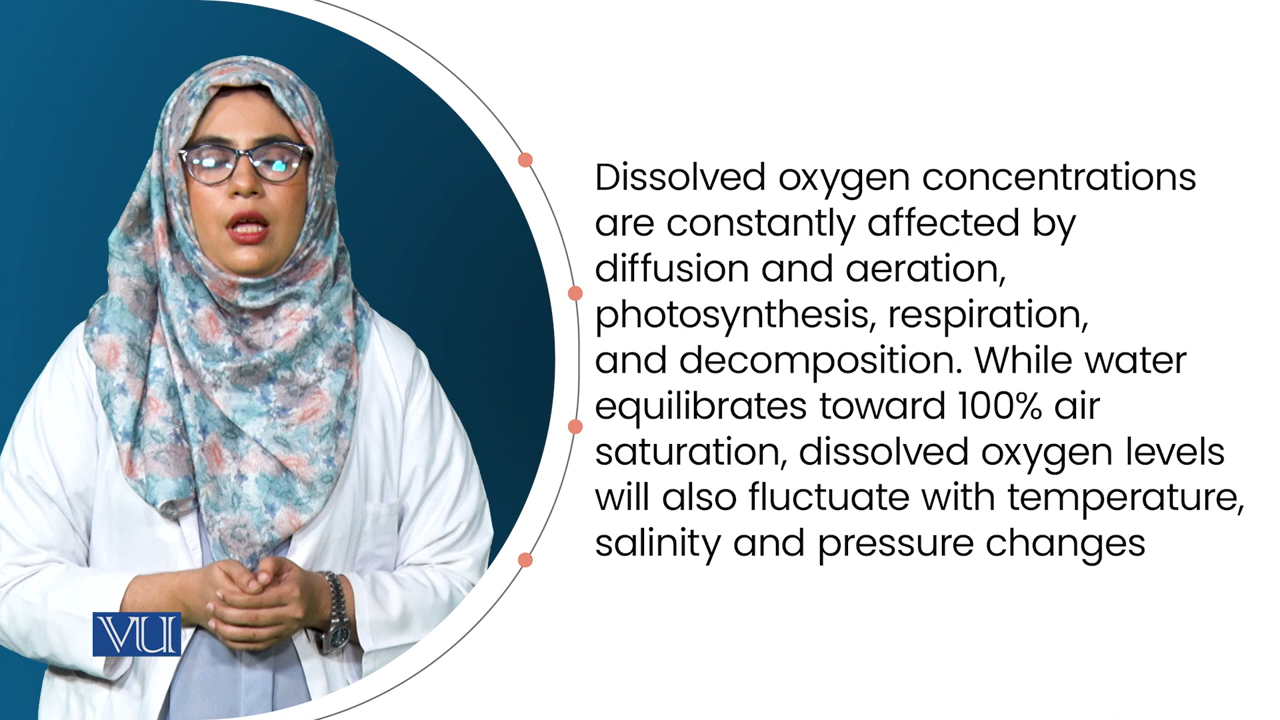 Dissolved oxygen concentrations
are constantly affected by
diffusion and aeration,
photosynthesis, respiration,
and decomposition. While water
equilibrates toward 100% air
saturation, dissolved oxygen levels
will also fluctuate with temperature,
salinity and pressure changes
VU